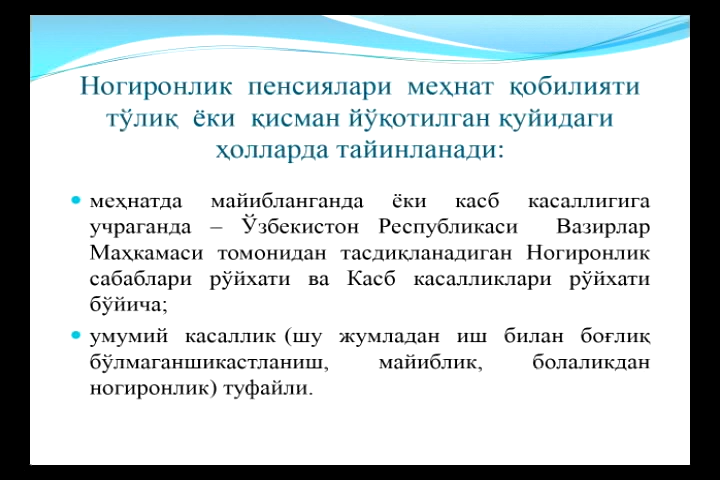 Ногиронлик пенсиялари меҳнат қобилияти
тўлиқ ёки қисман йўқотилган қуйидаги
ҳолларда тайинланади:
• меҳнатда майибланганда ёки касб касаллигига
учраганда – Ўзбекистон Республикаси Вазирлар
Маҳкамаси томонидан тасдиқланадиган Ногиронлик
сабаблари рўйхати ва Касб касалликлари рўйхати
бўйича;
• умумий касаллик (шу жумладан иш билан боғлиқ
бўлмаганшикастланиш, майиблик, болаликдан
ногиронлик) туфайли.